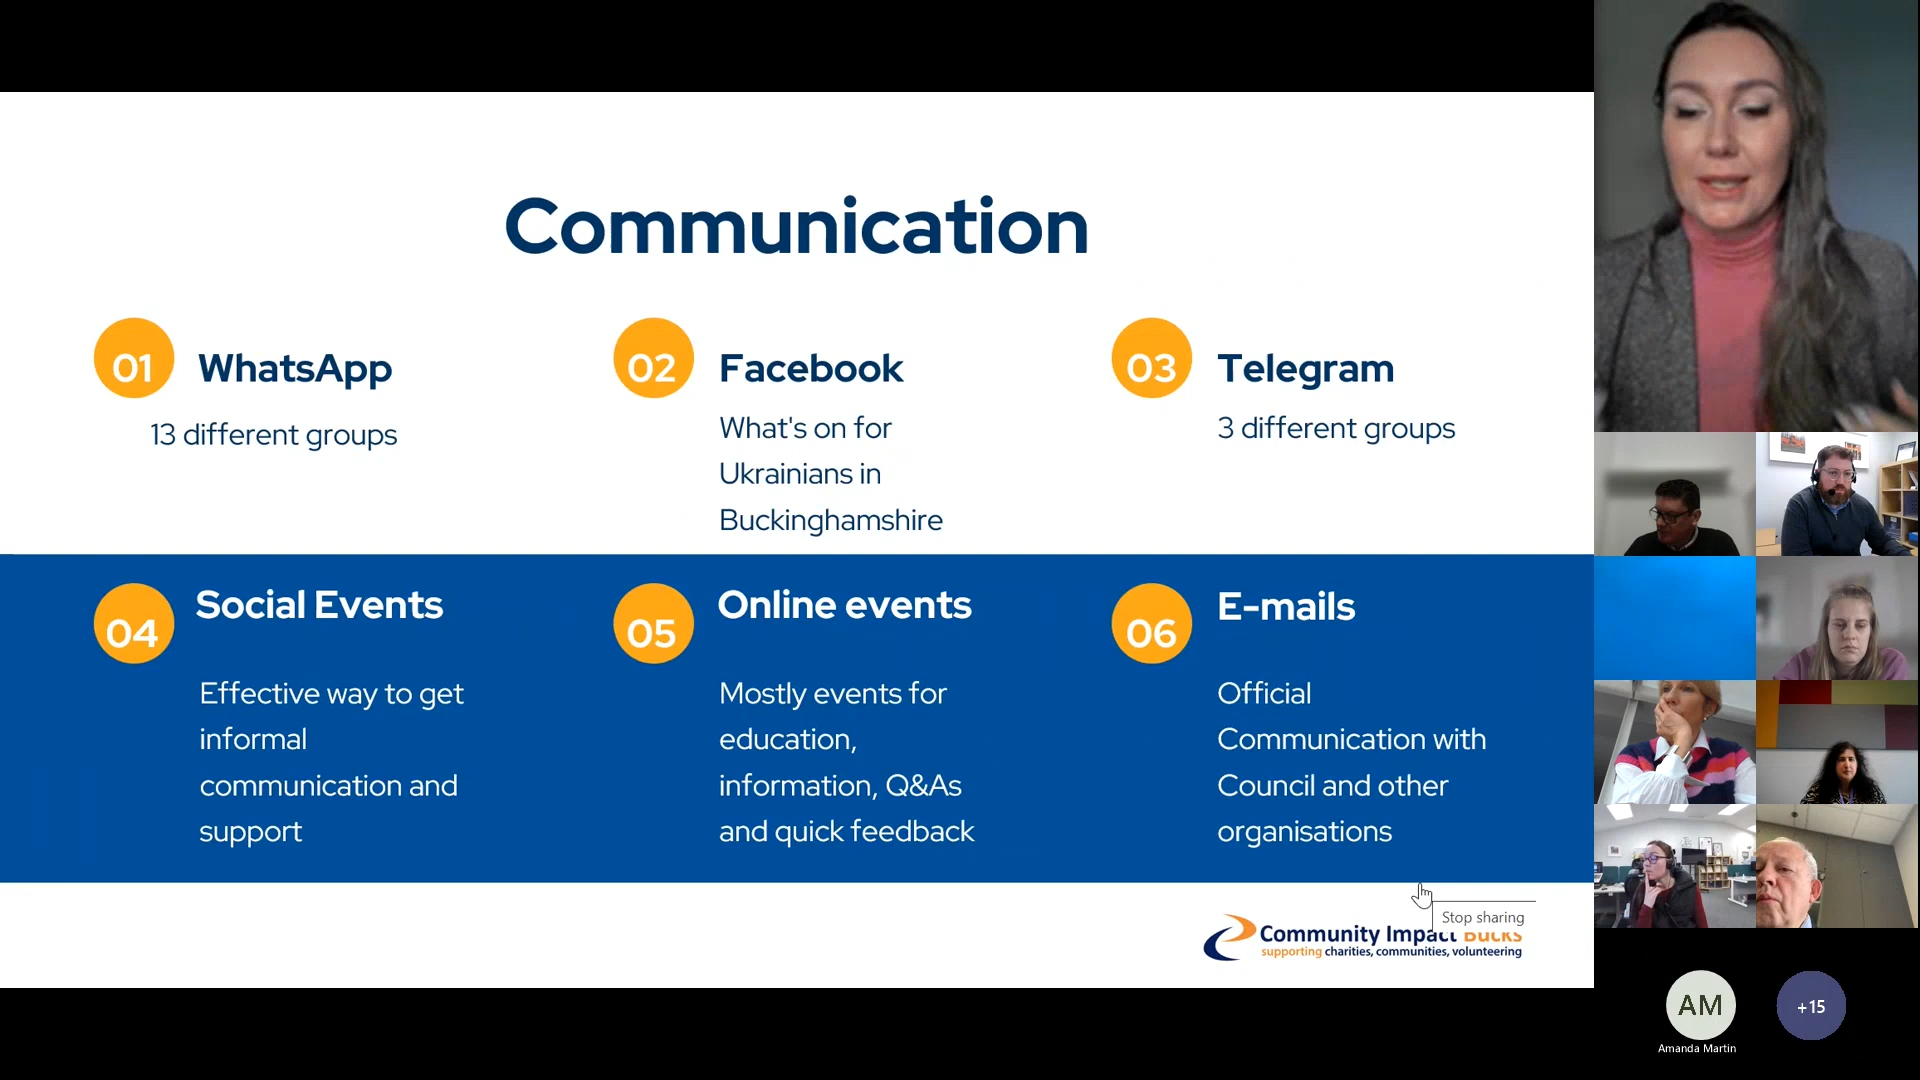 Communication
01 WhatsApp
13 different groups
02 Facebook
What's on for
Ukrainians in
Buckinghamshire
03 Telegram
3 different groups
04 Social Events
Effective way to get
informal
communication and
support
05 Online events
Mostly events for
education,
information, Q&As
and quick feedback
06 E-mails
Official
Communication with
Council and other
organisations
Stop sharing
Community Impact Bucks
supporting charities, communities, volunteering
AM
Amanda Martin
+15